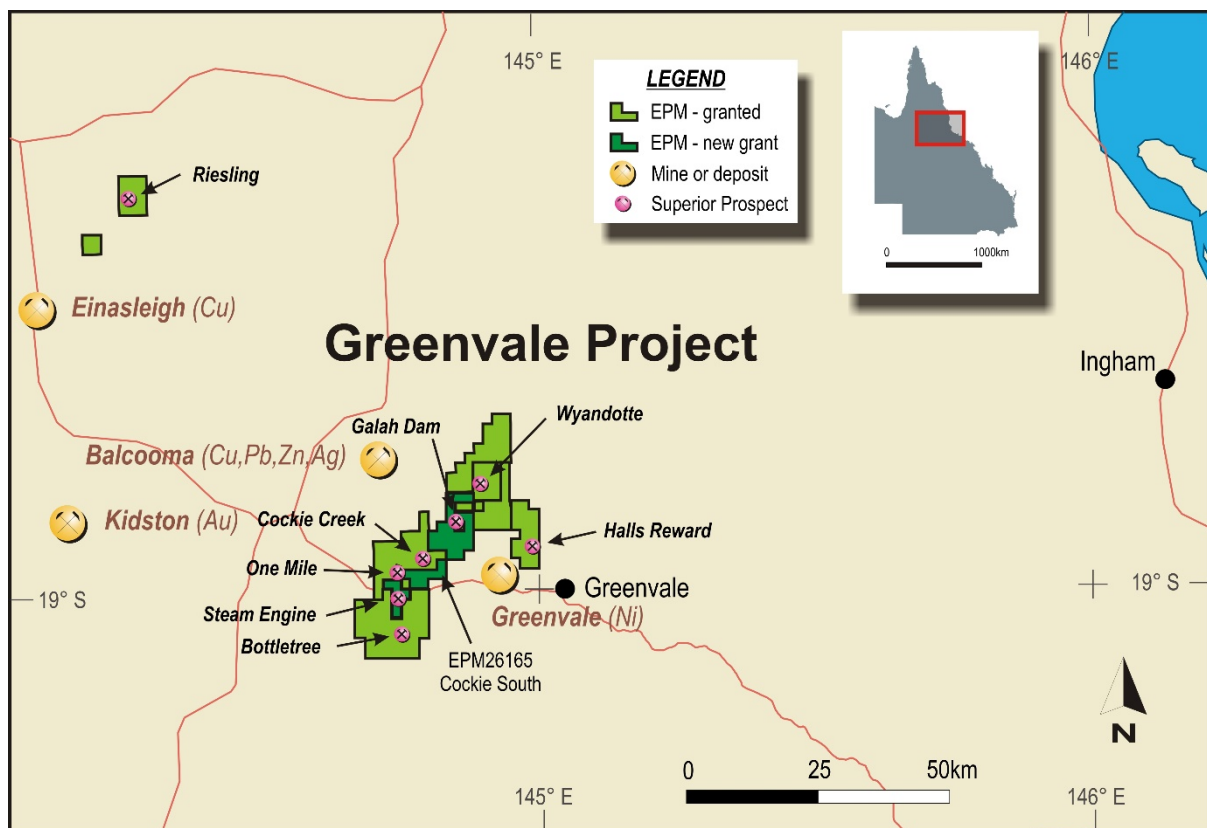 145° E
146° E
LEGEND
EPM - granted
EPM - new grant
Mine or deposit
Superior Prospect
0
1000km
Riesling
Einasleigh (Cu)
Greenvale Project
Ingham
Wyandotte
Galah Dam
Balcooma (Cu,Pb,Zn,Ag)
Kidston (Au)
Cockie Creek
Halls Reward
One Mile
Greenvale
19° S
19° S
Steam Engine
Greenvale (Ni)
Bottletree
EPM26165
Cockie South
N
0
25
50km
145° E
146° E